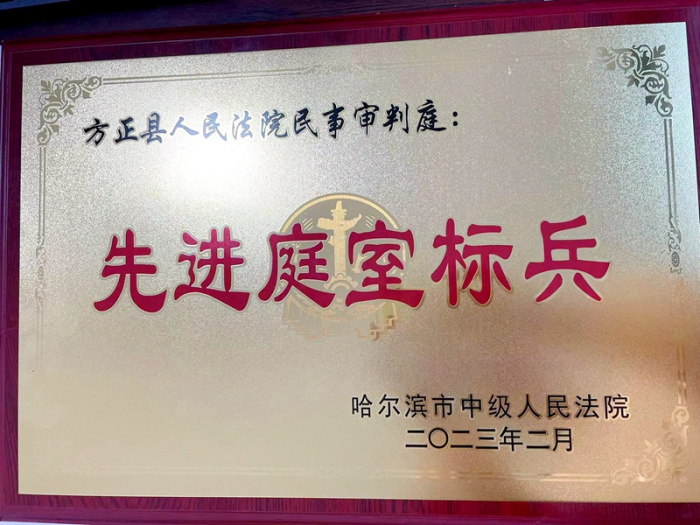 方正县人民法院民事审判庭：
先进庭室标兵
哈尔滨市中级人民法院
二〇二三年二月